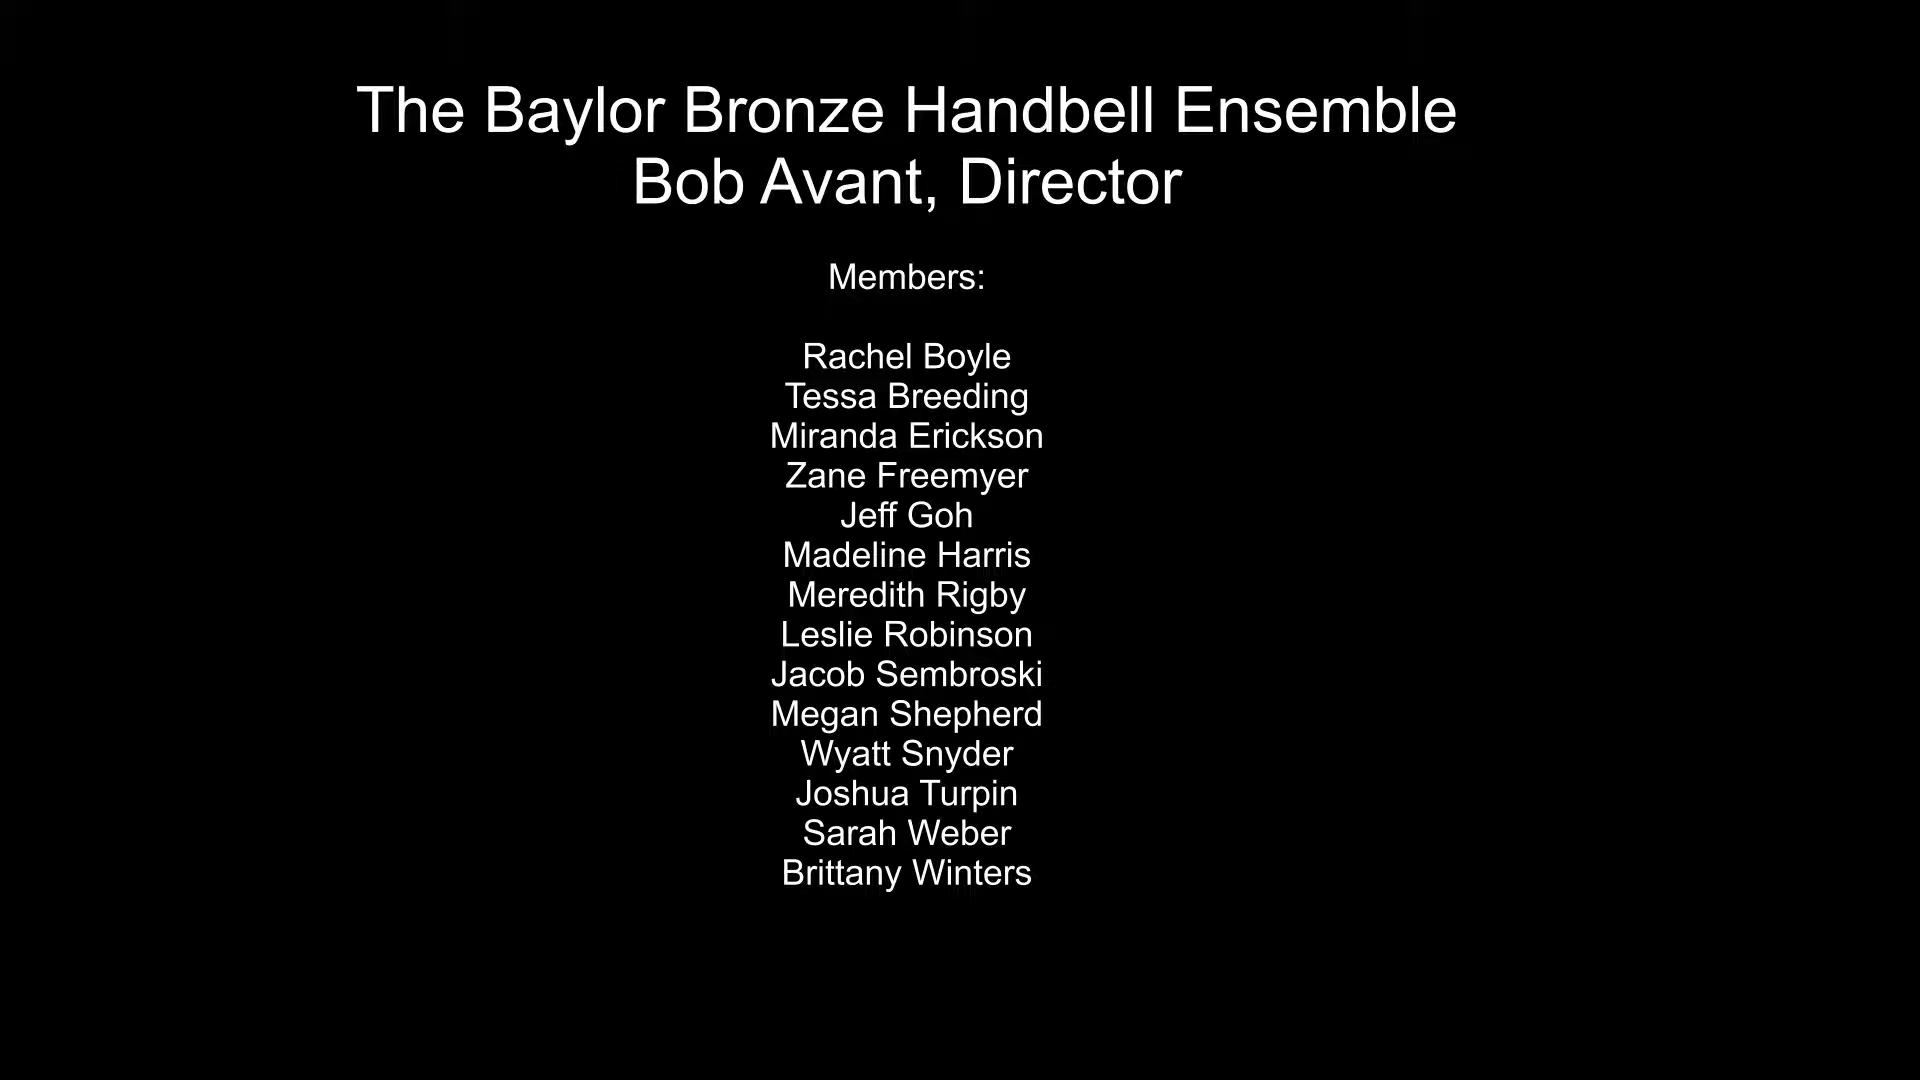 The Baylor Bronze Handbell Ensemble
Bob Avant, Director
Members:
Rachel Boyle
Tessa Breeding
Miranda Erickson
Zane Freemyer
Jeff Goh
Madeline Harris
Meredith Rigby
Leslie Robinson
Jacob Sembroski
Megan Shepherd
Wyatt Snyder
Joshua Turpin
Sarah Weber
Brittany Winters